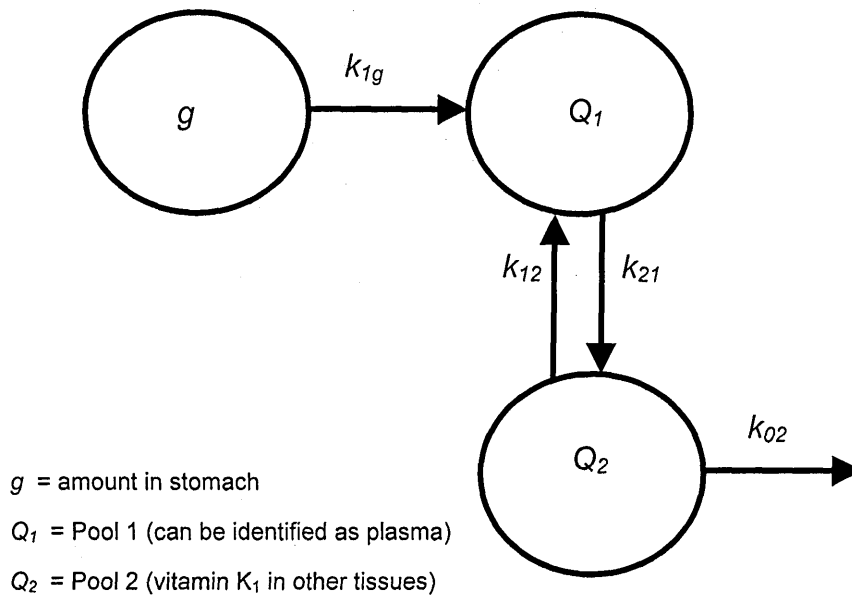 k1g
g
Q1
k12
k21
Q2
k02
g = amount in stomach
Q1 = Pool 1 (can be identified as plasma)
Q2 = Pool 2 (vitamin K1 in other tissues)